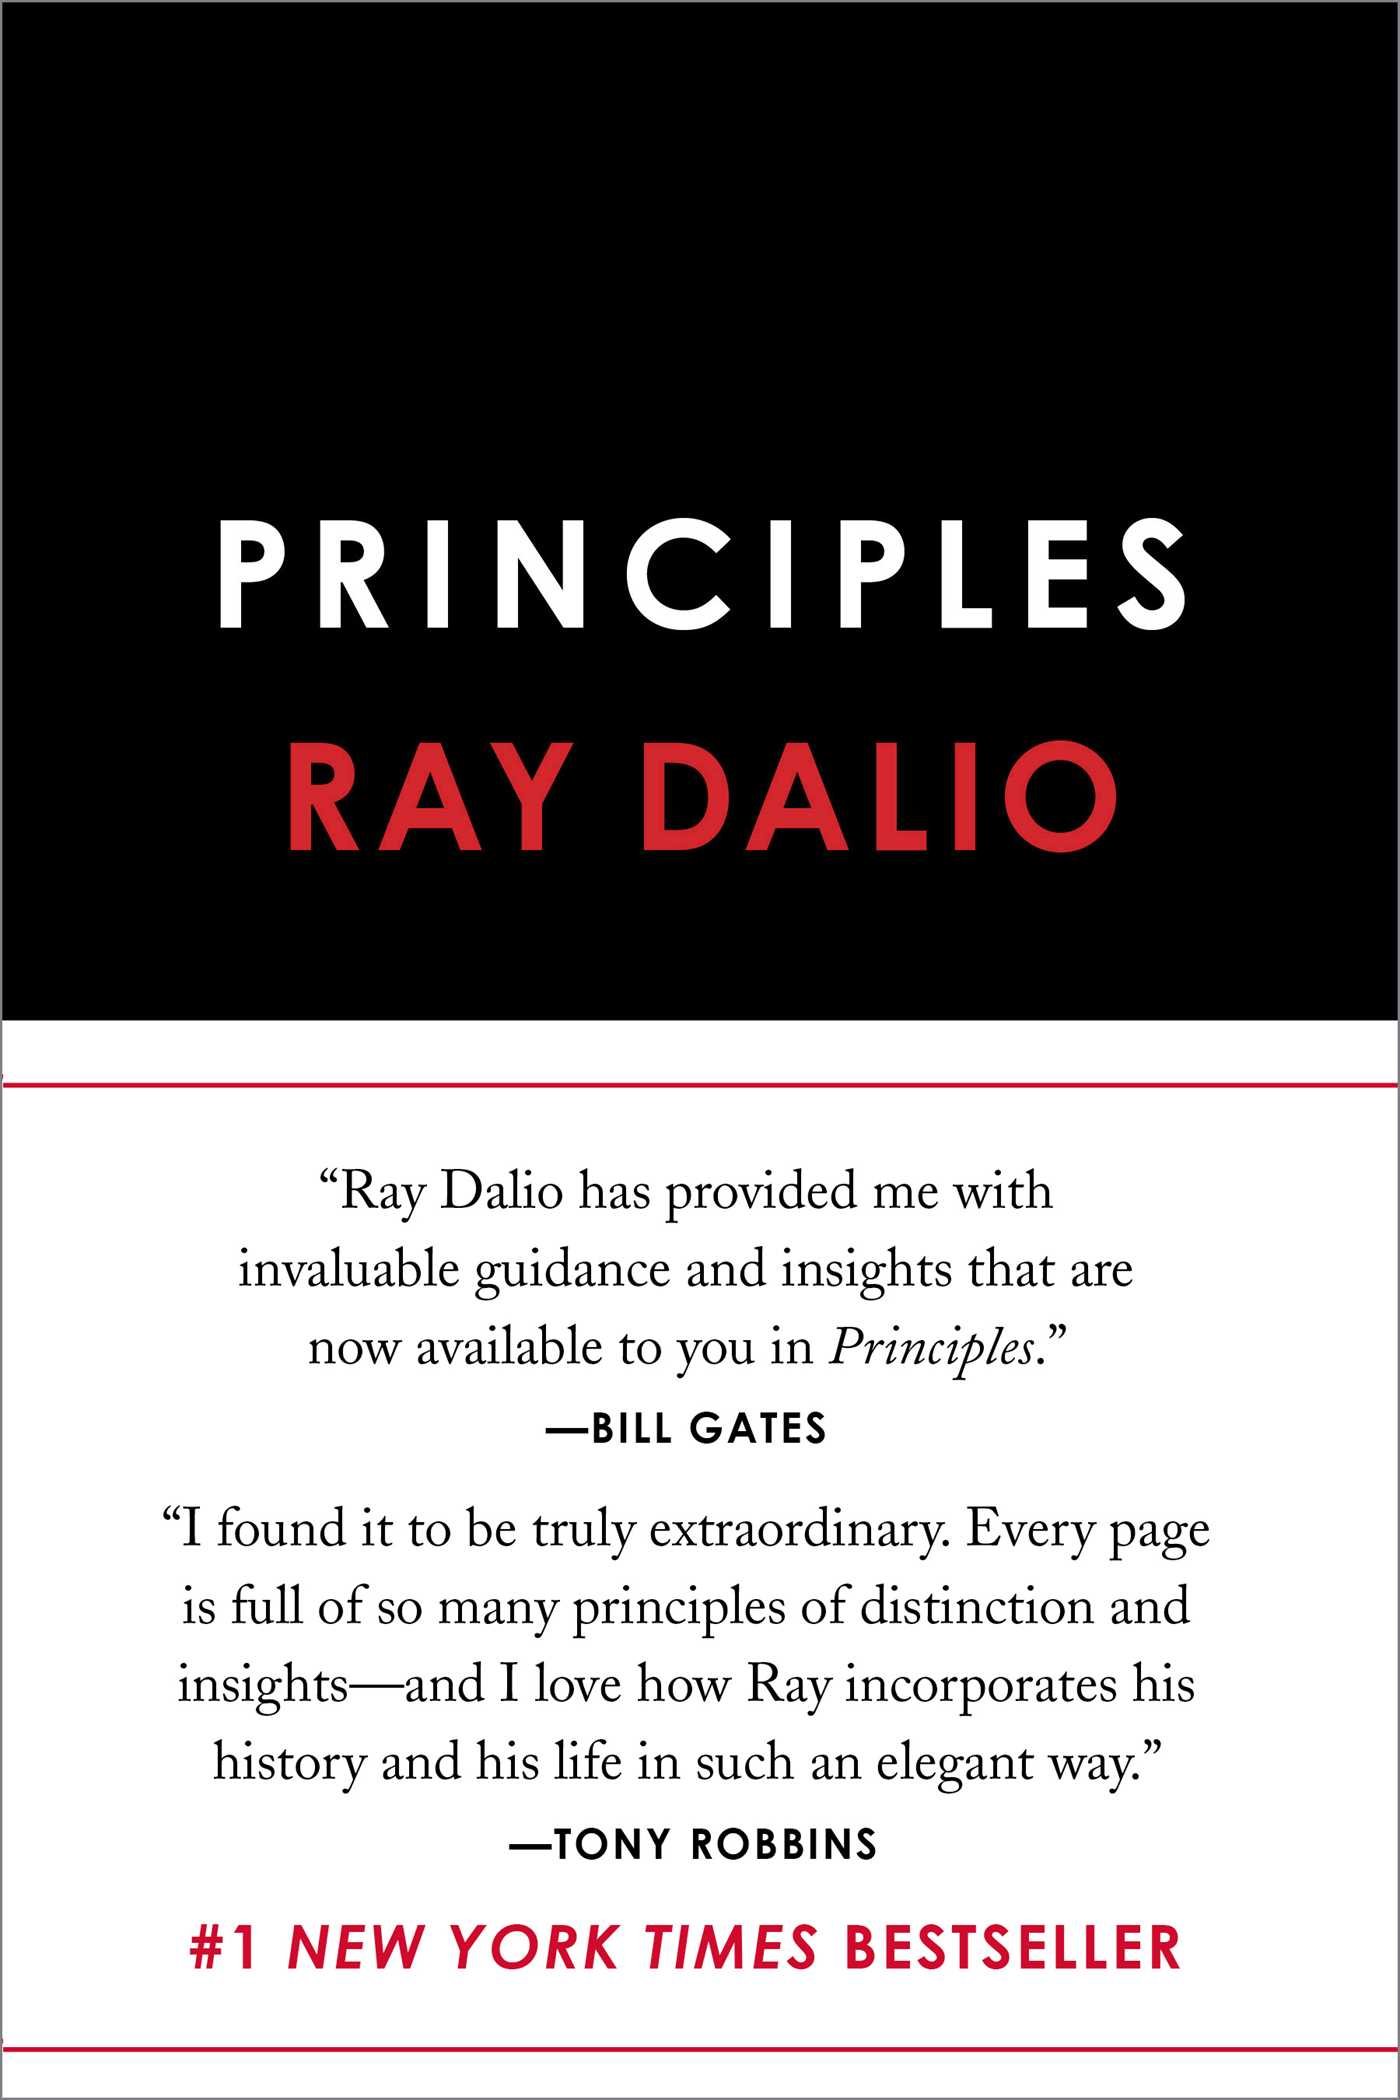 PRINCIPLES
RAY DALIO
“Ray Dalio has provided me with
invaluable guidance and insights that are
now available to you in Principles.”
—BILL GATES
“I found it to be truly extraordinary. Every page
is full of so many principles of distinction and
insights—and I love how Ray incorporates his
history and his life in such an elegant way.”
—TONY ROBBINS
#1 NEW YORK TIMES BESTSELLER